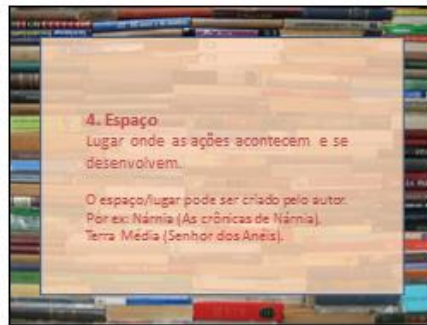 4. Espaço
Lugar onde as ações acontecem e se
desenvolvem.
O espaço/lugar pode ser criado pelo autor.
Por ex: Nárnia (As crônicas de Nárnia).
Terra Média (Senhor dos Anéis).